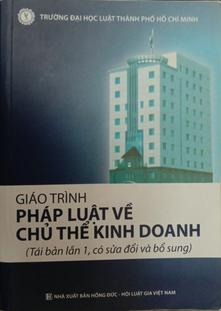 TRƯỜNG ĐẠI HỌC LUẬT THÀNH PHỐ HỒ CHÍ MINH
GIÁO TRÌNH
PHÁP LUẬT VỀ
CHỦ THỂ KINH DOANH
(Tái bản lần 1, có sửa đổi và bổ sung)
NHÀ XUẤT BẢN HỒNG ĐỨC - HỘI LUẬT GIA VIỆT NAM